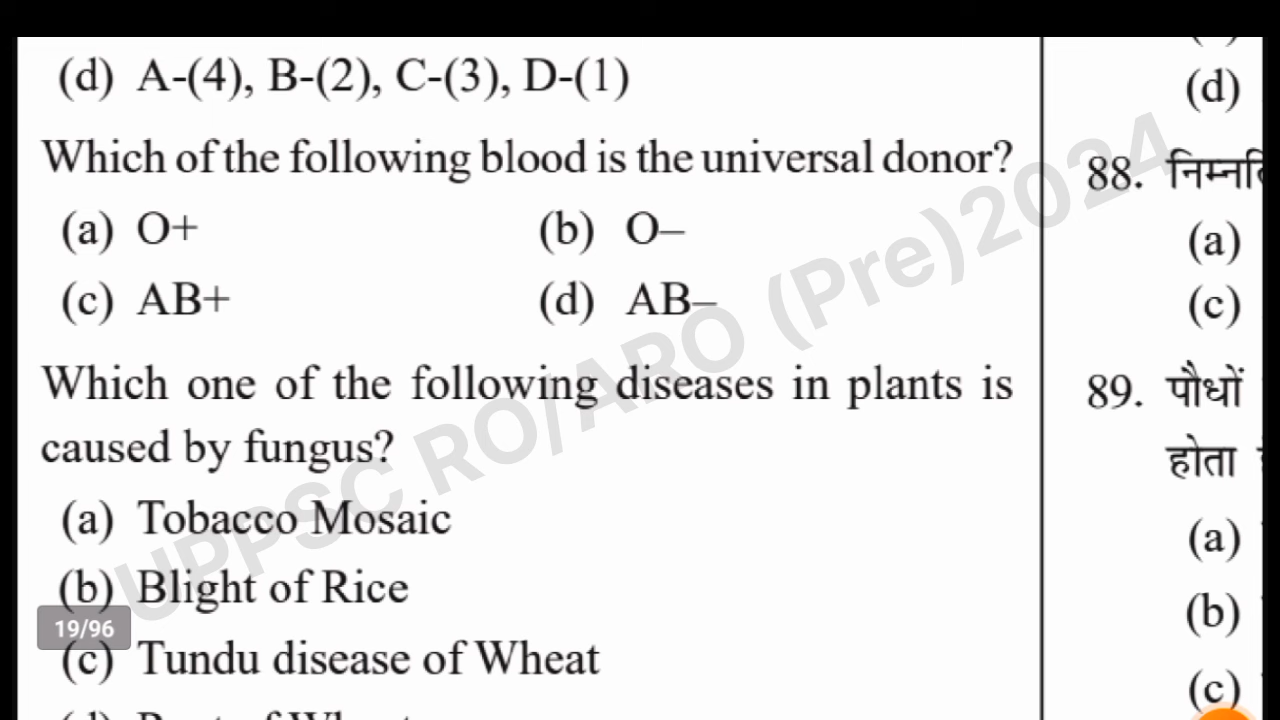 (d) A-(4), B-(2), C-(3), D-(1)
Which of the following blood is the universal donor?
(a) O+ (b) O–
(c) AB+ (d) AB–
Which one of the following diseases in plants is
caused by fungus?
(a) Tobacco Mosaic
(b) Blight of Rice
19/96
(c) Tundu disease of Wheat
(d)
88.
(a)
(c)
89. पौधों
होता
(a)
(b)
(c)
UPPSC RO/ARO (Pre)2024